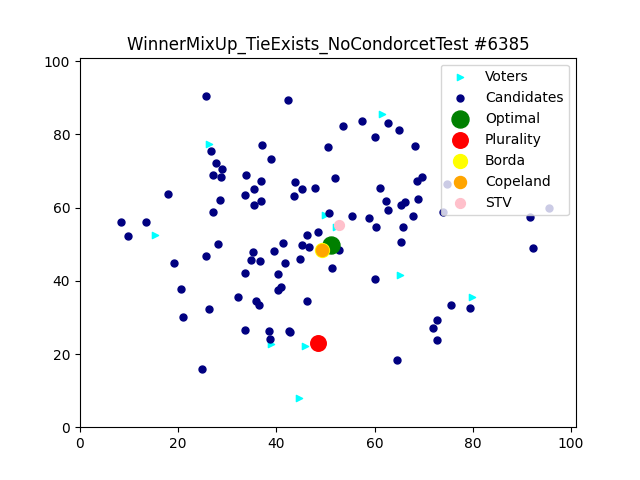 WinnerMixUp_TieExists_NoCondorcetTest #6385
100
80
60
40
20
0
0 20 40 60 80 100
Voters
Candidates
Optimal
Plurality
Borda
Copeland
STV